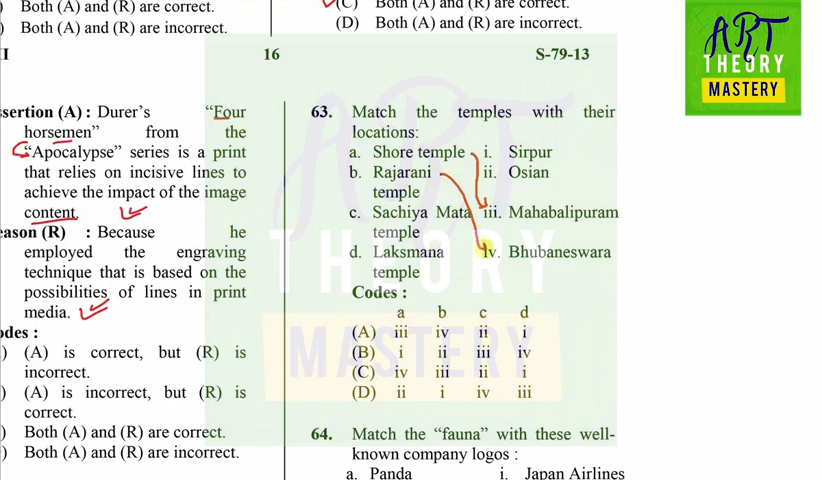 ) Both (A) and (R) are correct.
) Both (A) and (R) are incorrect.
(C) Both (A) and (R) are correct.
(D) Both (A) and (R) are incorrect.
ART
THEORY
MASTERY
I 16 S-79-13
ssertion (A) : Durer's "Four
horsemen" from the
"Apocalypse" series is a print
that relies on incisive lines to
achieve the impact of the image
content.
eason (R) : Because he
employed the engraving
technique that is based on the
possibilities of lines in print
media.
odes :
) (A) is correct, but (R) is
incorrect.
) (A) is incorrect, but (R) is
correct.
) Both (A) and (R) are correct.
) Both (A) and (R) are incorrect.
63. Match the temples with their
locations:
a. Shore temple i. Sirpur
b. Rajarani ii. Osian
temple
c. Sachiya Mata iii. Mahabalipuram
temple
d. Laksmana iv. Bhubaneswara
temple
Codes :
a b c d
(A) iii iv ii i
(B) i ii iii iv
(C) iv iii ii i
(D) ii i iv iii
64. Match the "fauna" with these well-
known company logos :
a. Panda i. Japan Airlines
ART
THEORY
MASTERY